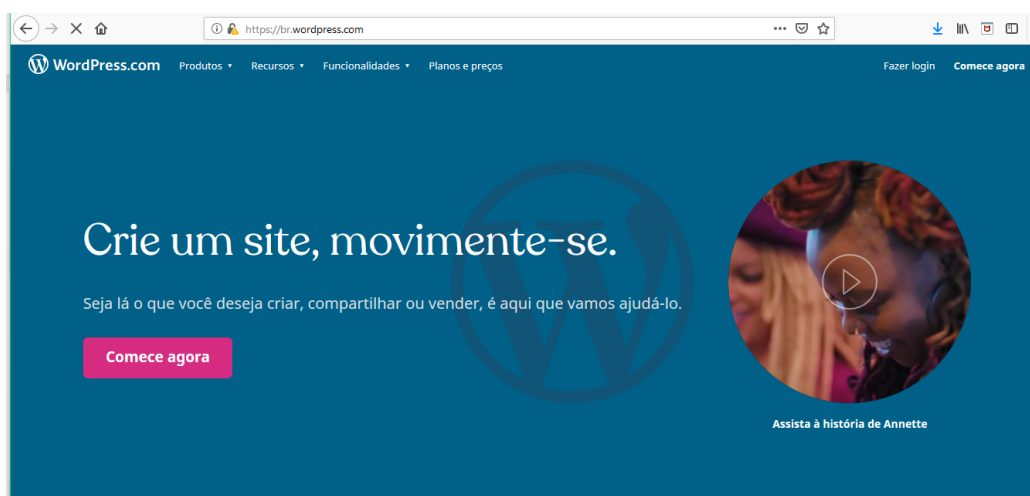 https://br.wordpress.com
WordPress.com Produtos Recursos Funcionalidades Planos e preços Fazer login Comece agora
Crie um site, movimente-se.
Seja lá o que você deseja criar, compartilhar ou vender, é aqui que vamos ajudá-lo.
Comece agora
Assista à história de Annette